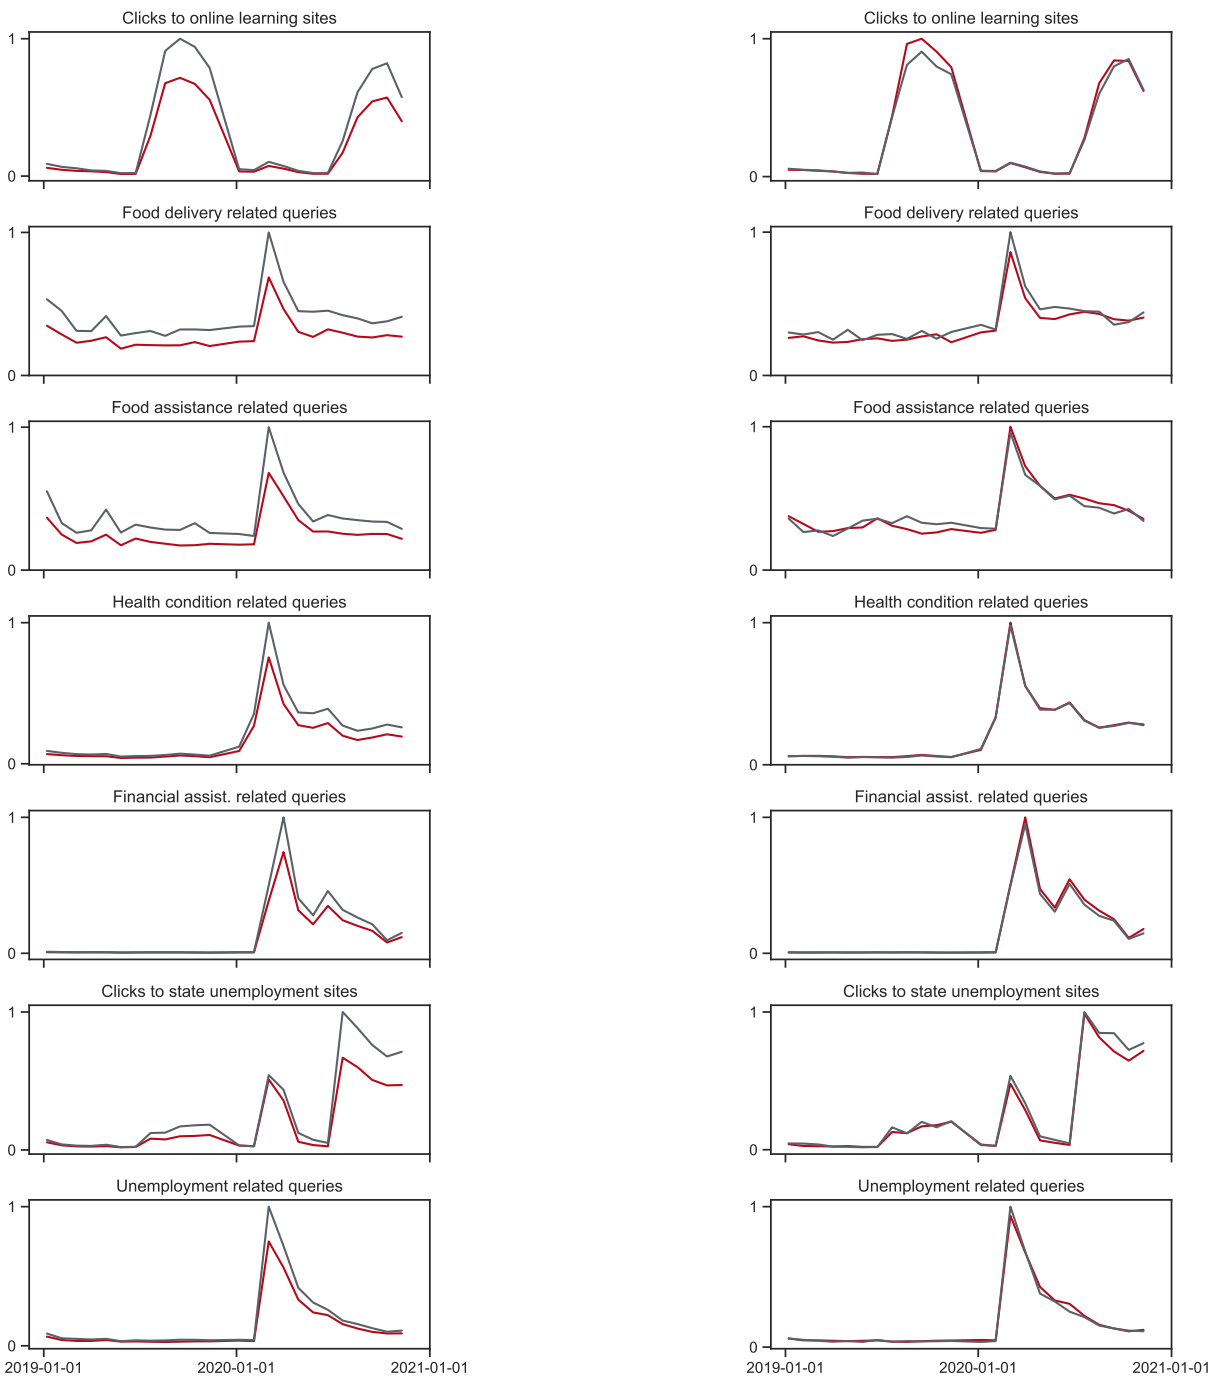 Clicks to online learning sites
1
0
Food delivery related queries
1
0
Food assistance related queries
1
0
Health condition related queries
1
0
Financial assist. related queries
1
0
Clicks to state unemployment sites
1
0
Unemployment related queries
1
0
2019-01-01 2020-01-01 2021-01-01
Clicks to online learning sites
1
0
Food delivery related queries
1
0
Food assistance related queries
1
0
Health condition related queries
1
0
Financial assist. related queries
1
0
Clicks to state unemployment sites
1
0
Unemployment related queries
1
0
2019-01-01 2020-01-01 2021-01-01